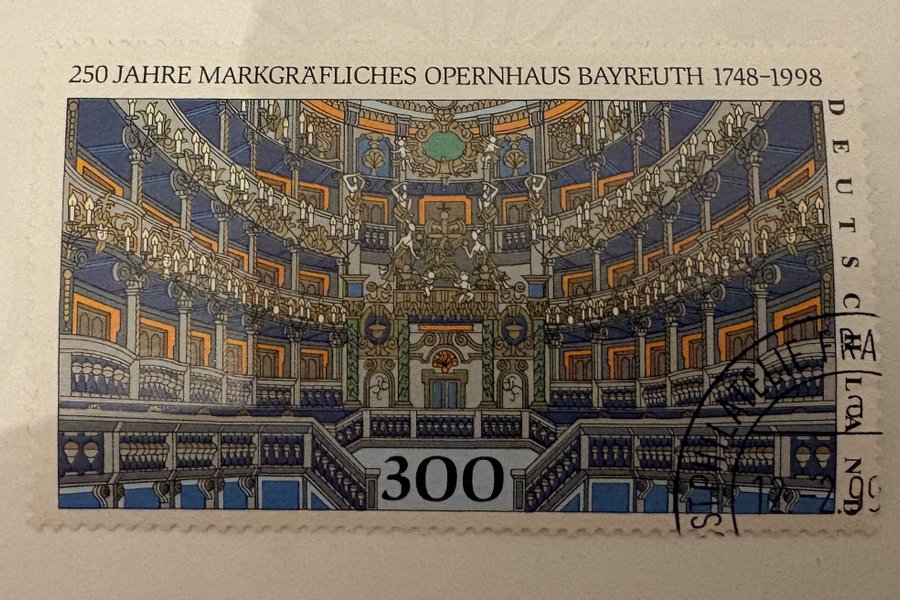 250 JAHRE MARKGRÄFLICHES OPERNHAUS BAYREUTH 1748–1998
DEUTSCHLAND
300